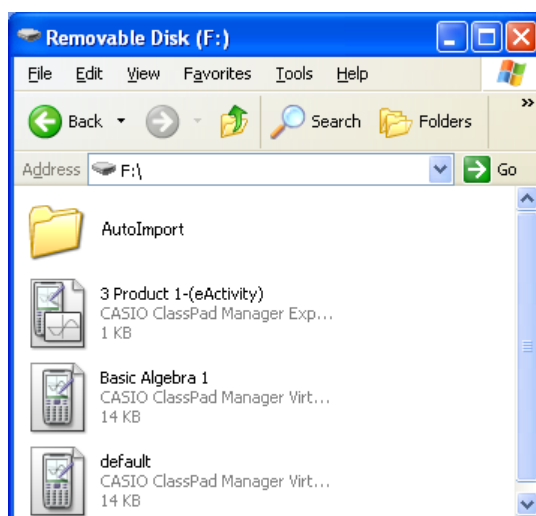 Removable Disk (F:)
File Edit View Favorites Tools Help
Back Search Folders »
Address F:\ Go
AutoImport
3 Product 1-(eActivity)
CASIO ClassPad Manager Exp...
1 KB
Basic Algebra 1
CASIO ClassPad Manager Virt...
14 KB
default
CASIO ClassPad Manager Virt...
14 KB